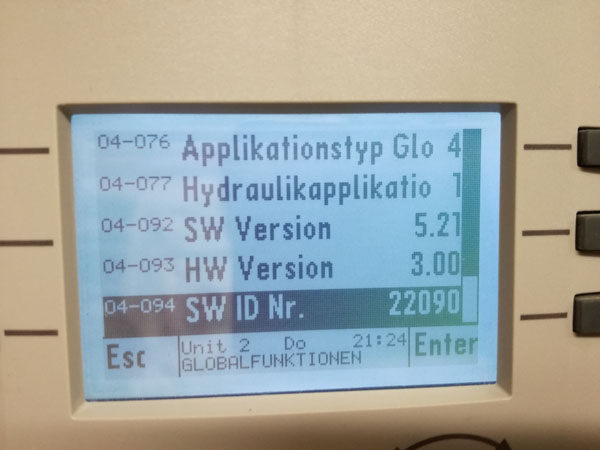 04-076 Applikationstyp Glo 4
04-077 Hydraulikapplikatio 1
04-092 SW Version 5.21
04-093 HW Version 3.00
04-094 SW ID Nr. 22090
Esc Unit 2 Do 21:24 Enter
GLOBALFUNKTIONEN